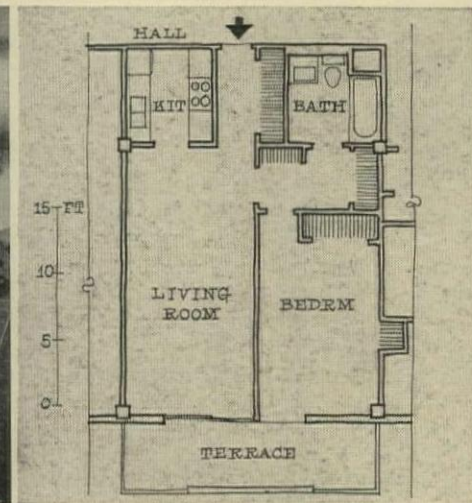 HALL
KIT
BATH
15 FT
10
LIVING
ROOM
BEDRM
5
0
TERRACE